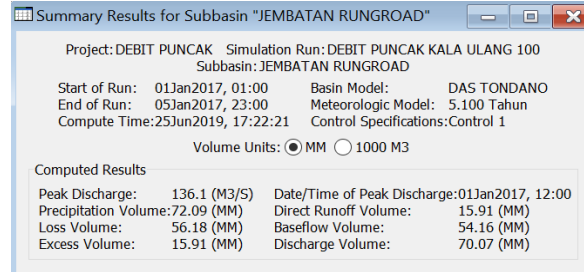 Summary Results for Subbasin "JEMBATAN RUNGROAD"
Project: DEBIT PUNCAK Simulation Run: DEBIT PUNCAK KALA ULANG 100
Subbasin: JEMBATAN RUNGROAD
Start of Run: 01Jan2017, 01:00 Basin Model: DAS TONDANO
End of Run: 05Jan2017, 23:00 Meteorologic Model: 5.100 Tahun
Compute Time:25Jun2019, 17:22:21 Control Specifications:Control 1
Volume Units: MM 1000 M3
Computed Results
Peak Discharge: 136.1 (M3/S) Date/Time of Peak Discharge:01Jan2017, 12:00
Precipitation Volume:72.09 (MM) Direct Runoff Volume: 15.91 (MM)
Loss Volume: 56.18 (MM) Baseflow Volume: 54.16 (MM)
Excess Volume: 15.91 (MM) Discharge Volume: 70.07 (MM)